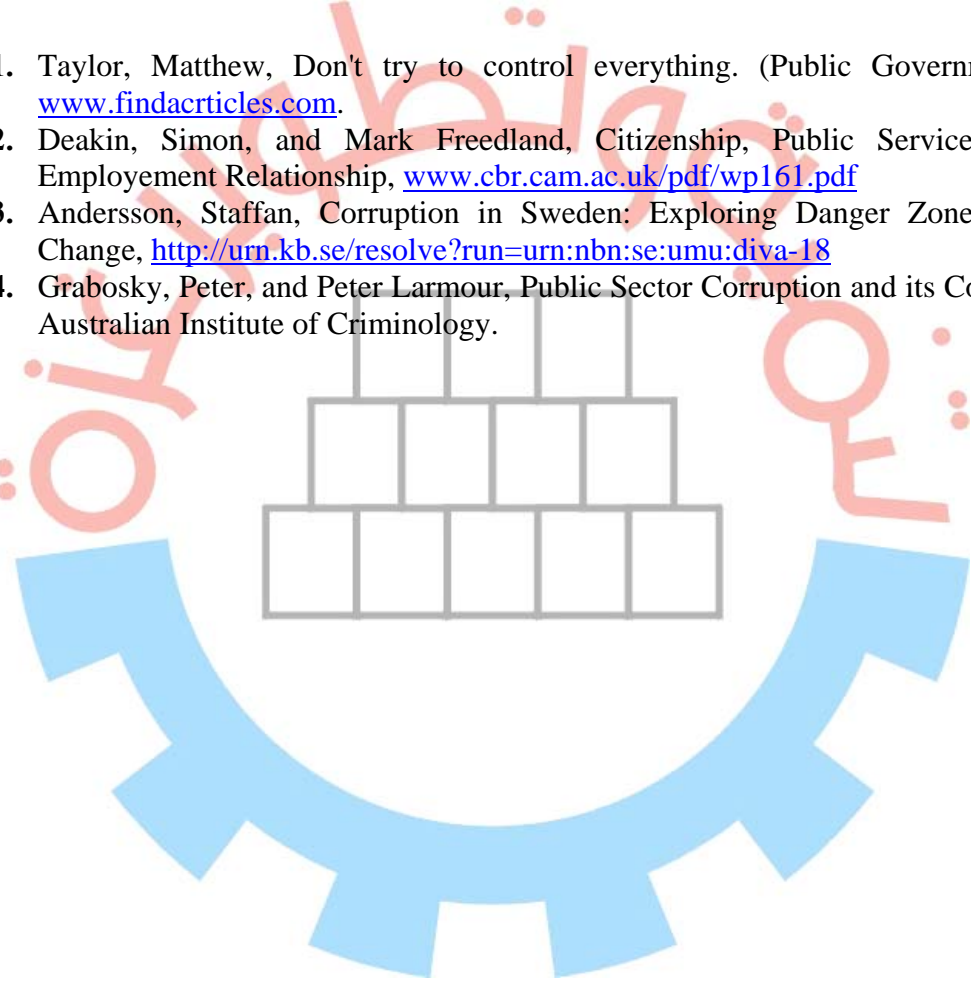 1. Taylor, Matthew, Don't try to control everything. (Public Governm
www.findacrticles.com.
2. Deakin, Simon, and Mark Freedland, Citizenship, Public Service
Employement Relationship, www.cbr.cam.ac.uk/pdf/wp161.pdf
3. Andersson, Staffan, Corruption in Sweden: Exploring Danger Zone
Change, http://urn.kb.se/resolve?run=urn:nbn:se:umu:diva-18
4. Grabosky, Peter, and Peter Larmour, Public Sector Corruption and its Co
Australian Institute of Criminology.